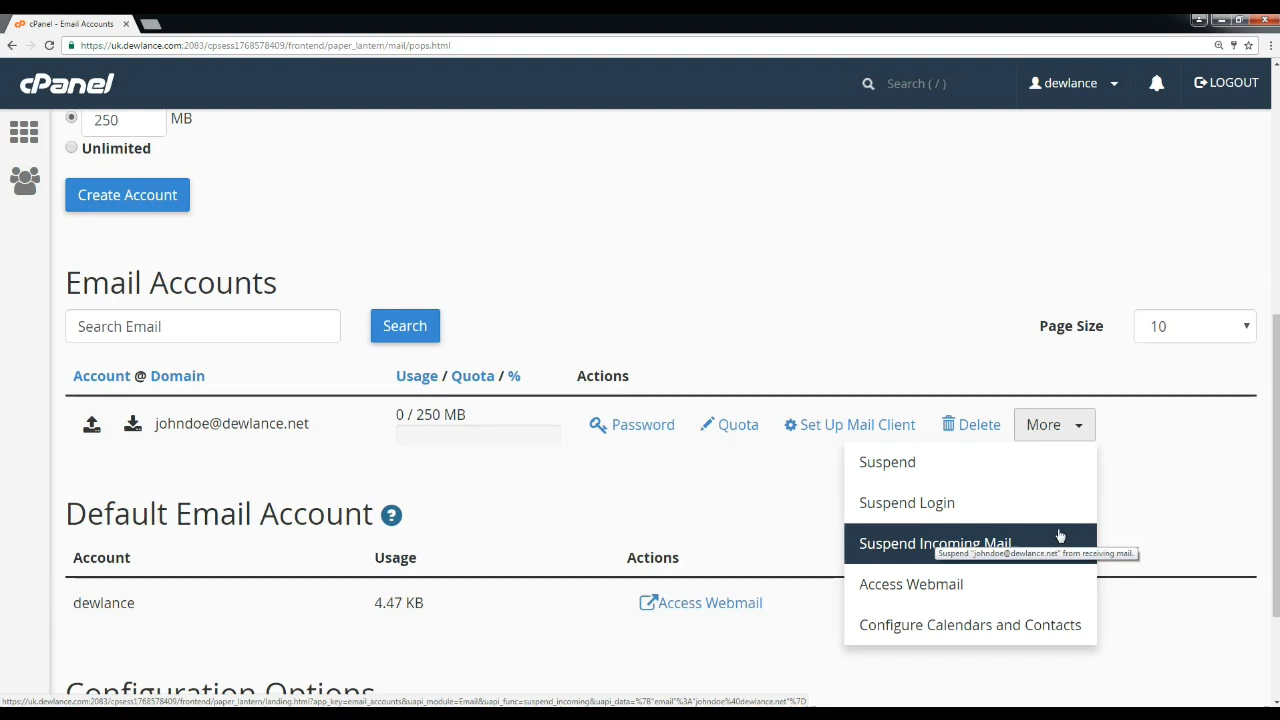 cPanel - Email Accounts
https://uk.dewlance.com:2083/cpsess1768578409/frontend/paper_lantern/mail/pops.html
cPanel
Search ( / )
dewlance
LOGOUT
250
MB
Unlimited
Create Account
Email Accounts
Search Email
Search
Page Size
10
Account @ Domain
Usage / Quota / %
Actions
johndoe@dewlance.net
0 / 250 MB
Password
Quota
Set Up Mail Client
Delete
More
Suspend
Suspend Login
Suspend Incoming Mail
Suspend "johndoe@dewlance.net" from receiving mail.
Access Webmail
Configure Calendars and Contacts
Default Email Account ?
Account
Usage
Actions
dewlance
4.47 KB
Access Webmail
Configuration Options
https://uk.dewlance.com:2083/cpsess1768578409/frontend/paper_lantern/landing.html?app_key=email_accounts&uapi_module=Email&uapi_func=suspend_incoming&uapi_data=%7B"email"%3A"johndoe%40dewlance.net"%7D